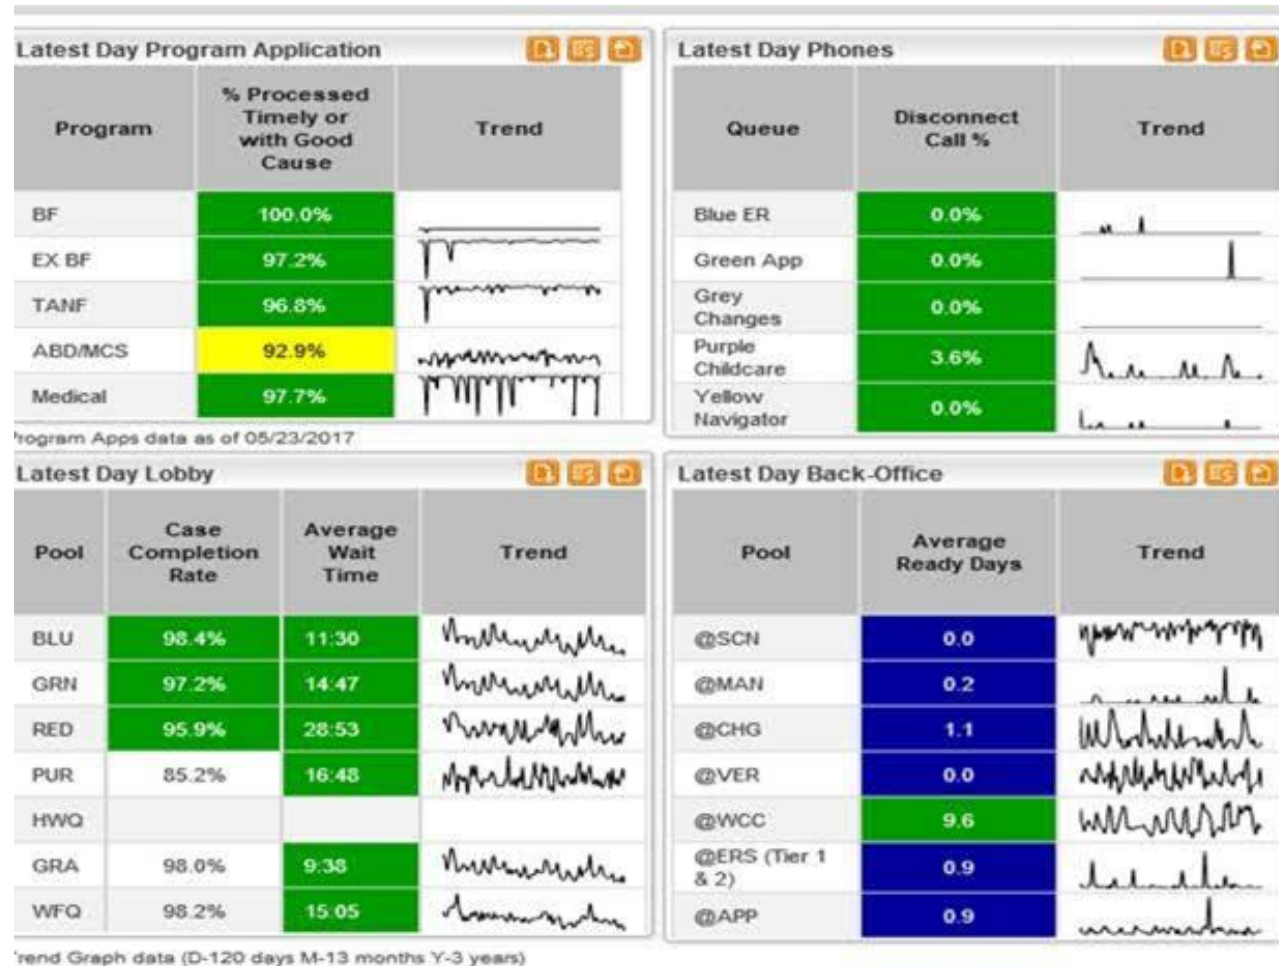 Latest Day Program Application
Program
% Processed
Timely or
with Good
Cause
Trend
BF 100.0%
EX BF 97.2%
TANF 96.8%
ABD/MCS 92.9%
Medical 97.7%
Program Apps data as of 05/23/2017
Latest Day Phones
Queue
Disconnect
Call %
Trend
Blue ER 0.0%
Green App 0.0%
Grey
Changes
0.0%
Purple
Childcare
3.6%
Yellow
Navigator
0.0%
Latest Day Lobby
Pool
Case
Completion
Rate
Average
Wait
Time
Trend
BLU 98.4% 11:30
GRN 97.2% 14:47
RED 95.9% 28:53
PUR 85.2% 16:48
HWQ
GRA 98.0% 9:38
WFQ 98.2% 15:05
Trend Graph data (D-120 days M-13 months Y-3 years)
Latest Day Back-Office
Pool
Average
Ready Days
Trend
@SCN 0.0
@MAN 0.2
@CHG 1.1
@VER 0.0
@WCC 9.6
@ERS (Tier 1
& 2)
0.9
@APP 0.9